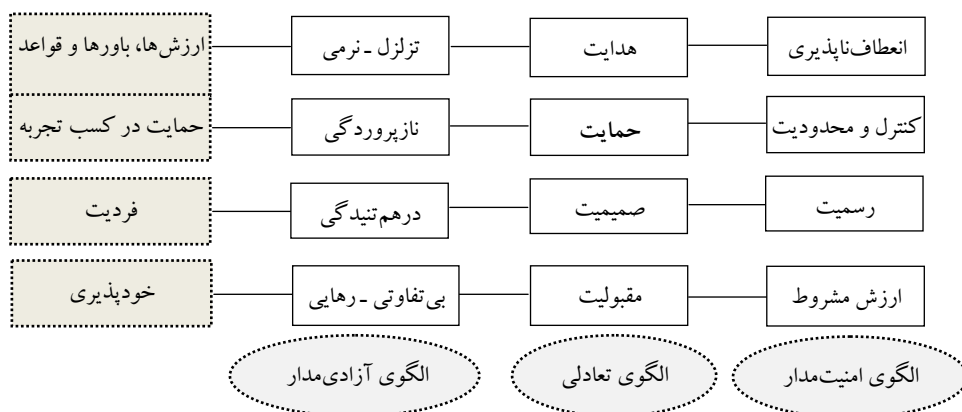 انعطاف‌ناپذیری هدایت تزلزل ـ نرمی ارزش‌ها، باورها و قواعد
کنترل و محدودیت حمایت نازپروردگی حمایت در کسب تجربه
رسمیت صمیمیت درهم‌تنیدگی فردیت
ارزش مشروط مقبولیت بی‌تفاوتی ـ رهایی خودپذیری
الگوی امنیت‌مدار الگوی تعادلی الگوی آزادی‌مدار